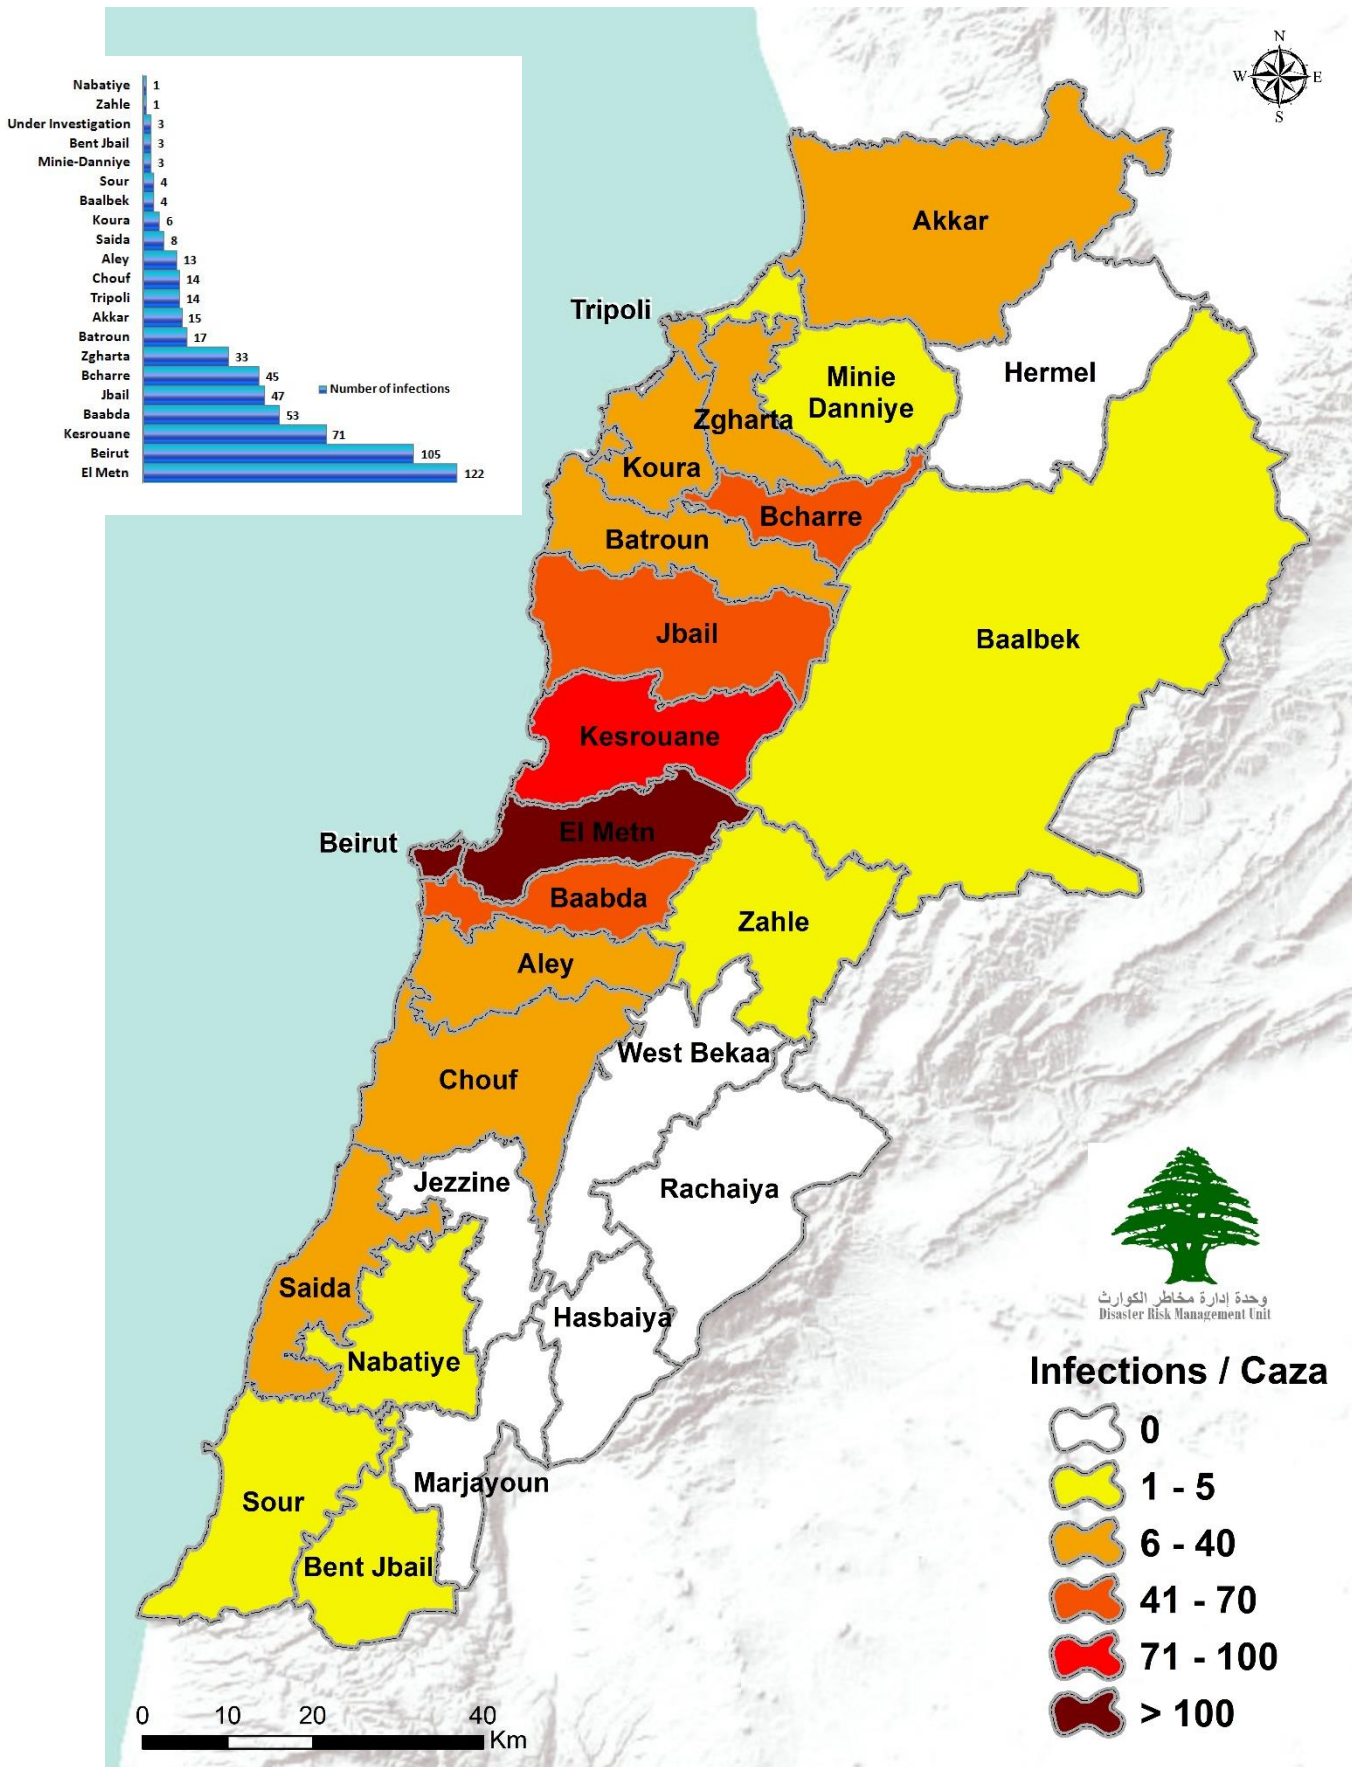 N
W E
S
Nabatiye 1
Zahle 1
Under Investigation 3
Bent Jbail 3
Minie-Danniye 3
Sour 4
Baalbek 4
Koura 6
Saida 8
Aley 13
Chouf 14
Tripoli 14
Akkar 15
Batroun 17
Zgharta 33
Bcharre 45
Jbail 47
Baabda 53
Kesrouane 71
Beirut 105
El Metn 122
Number of infections
Akkar
Tripoli
Hermel
Minie
Danniye
Zgharta
Koura
Bcharre
Batroun
Jbail
Baalbek
Kesrouane
El Metn
Beirut
Baabda
Zahle
Aley
West Bekaa
Chouf
Jezzine
Rachaiya
Saida
Hasbaiya
Nabatiye
Marjayoun
Sour
Bent Jbail
وحدة إدارة مخاطر الكوارث
Disaster Risk Management Unit
Infections / Caza
0
1 - 5
6 - 40
41 - 70
71 - 100
> 100
0 10 20 40
Km